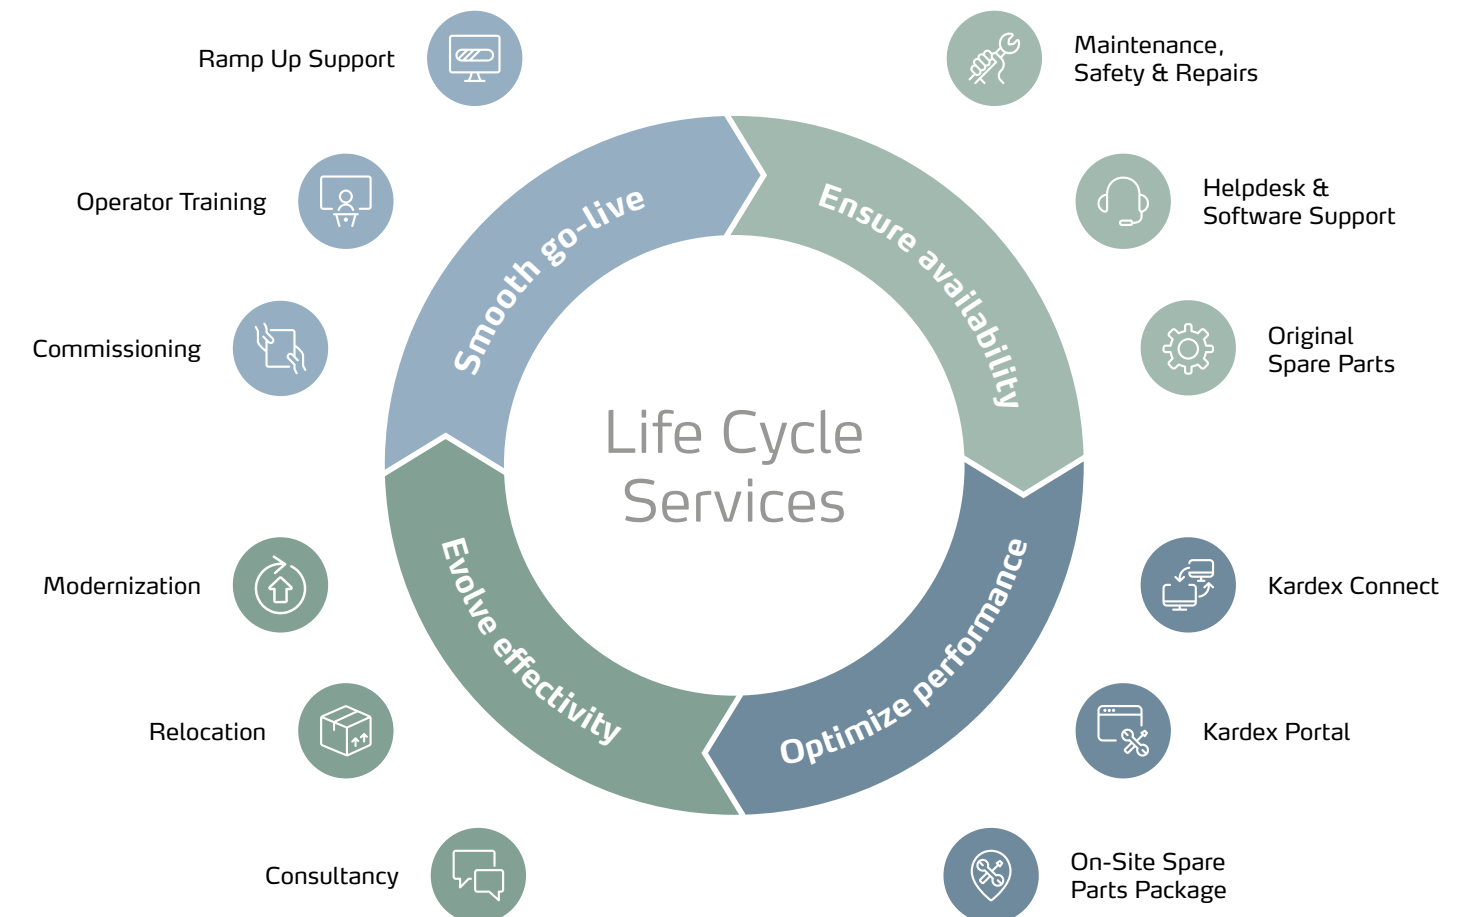 Ramp Up Support
Maintenance,
Safety & Repairs
Operator Training
Helpdesk &
Software Support
Smooth go-live
Ensure availability
Commissioning
Original
Spare Parts
Life Cycle
Services
Modernization
Kardex Connect
Evolve effectivity
Optimize performance
Relocation
Kardex Portal
Consultancy
On-Site Spare
Parts Package